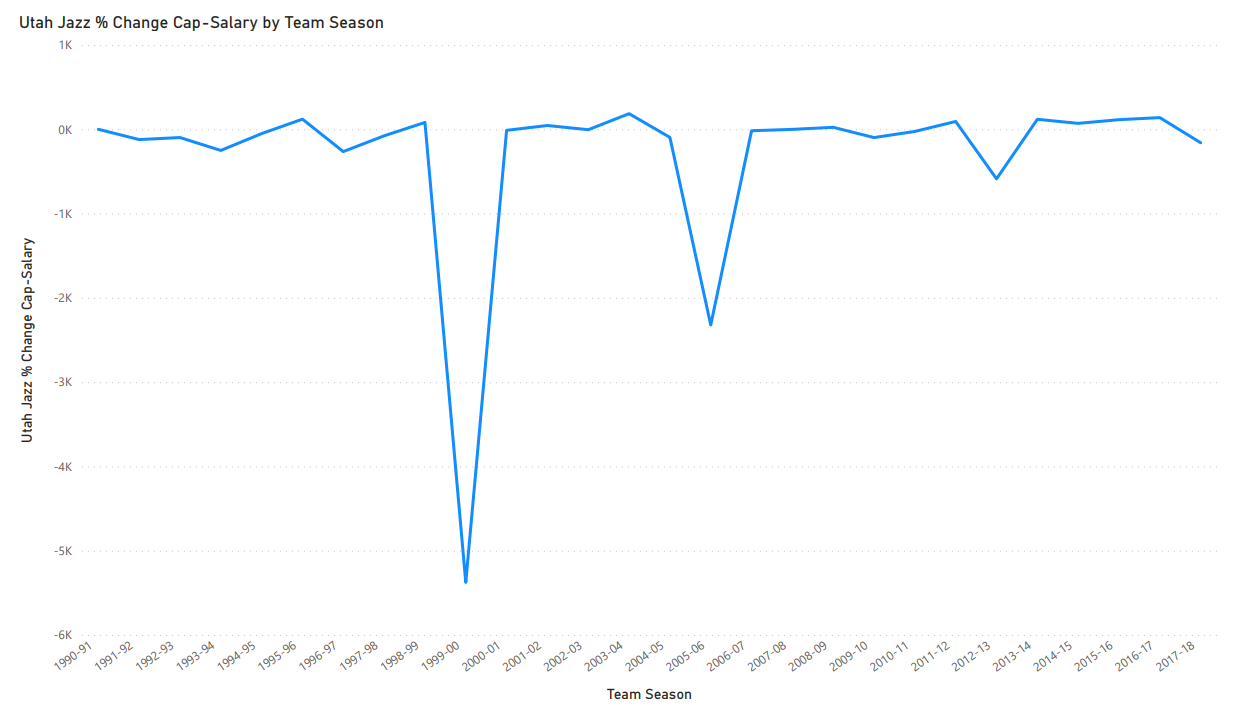 Utah Jazz % Change Cap-Salary by Team Season
1K
0K
-1K
-2K
-3K
-4K
-5K
-6K
Utah Jazz % Change Cap-Salary
1990-91
1991-92
1992-93
1993-94
1994-95
1995-96
1996-97
1997-98
1998-99
1999-00
2000-01
2001-02
2002-03
2003-04
2004-05
2005-06
2006-07
2007-08
2008-09
2009-10
2010-11
2011-12
2012-13
2013-14
2014-15
2015-16
2016-17
2017-18
Team Season